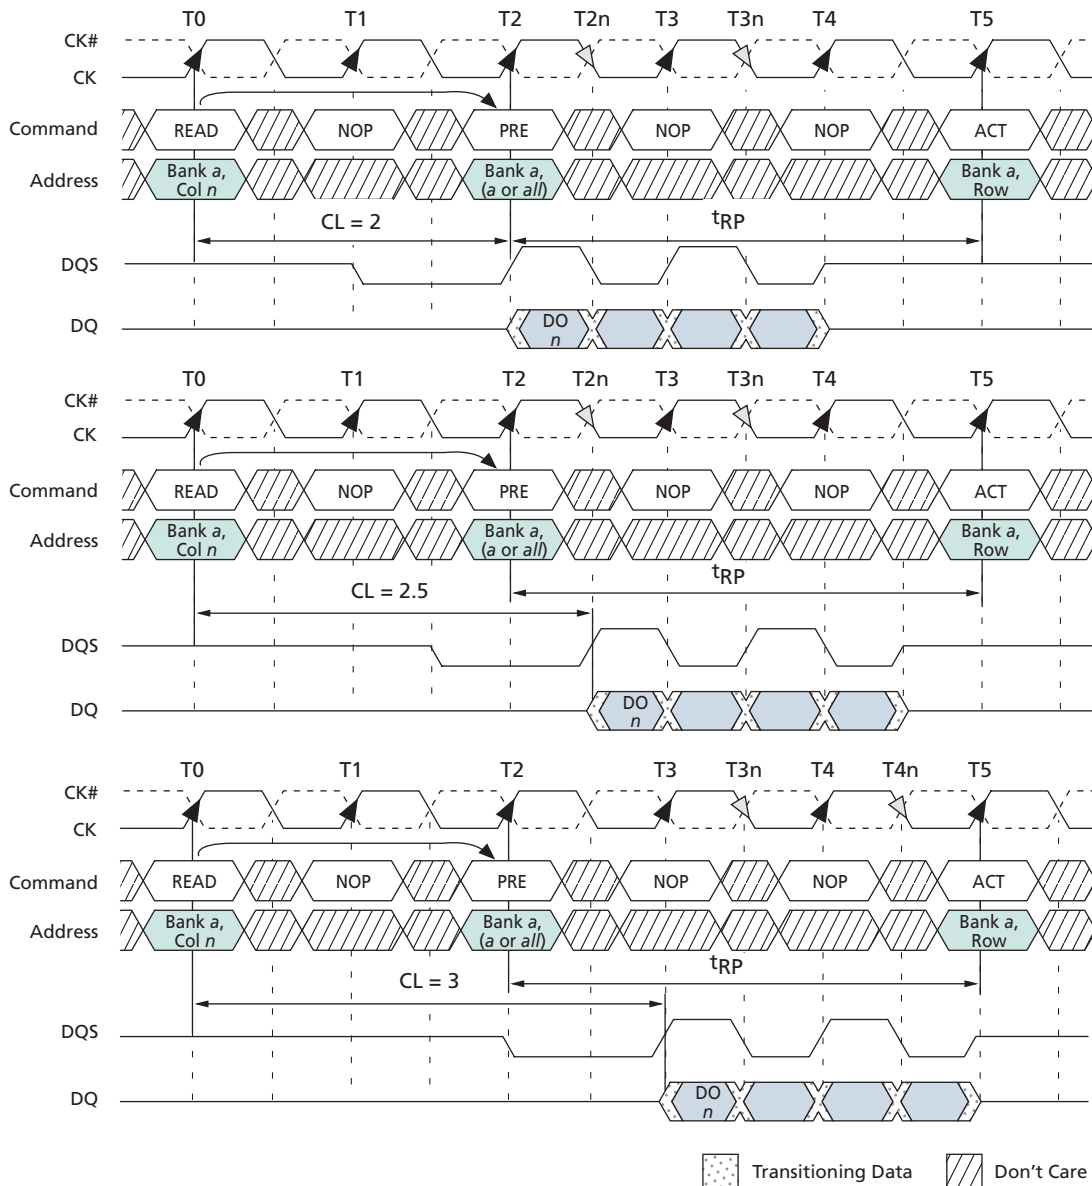 T0 T1 T2 T2n T3 T3n T4 T5
CK#
CK
Command READ NOP PRE NOP NOP ACT
Address Bank a, Col n Bank a, (a or all) Bank a, Row
CL = 2 tRP
DQS
DQ DO n
T0 T1 T2 T2n T3 T3n T4 T5
CK#
CK
Command READ NOP PRE NOP NOP ACT
Address Bank a, Col n Bank a, (a or all) Bank a, Row
tRP
CL = 2.5
DQS
DQ DO n
T0 T1 T2 T3 T3n T4 T4n T5
CK#
CK
Command READ NOP PRE NOP NOP ACT
Address Bank a, Col n Bank a, (a or all) Bank a, Row
tRP
CL = 3
DQS
DQ DO n
Transitioning Data Don't Care